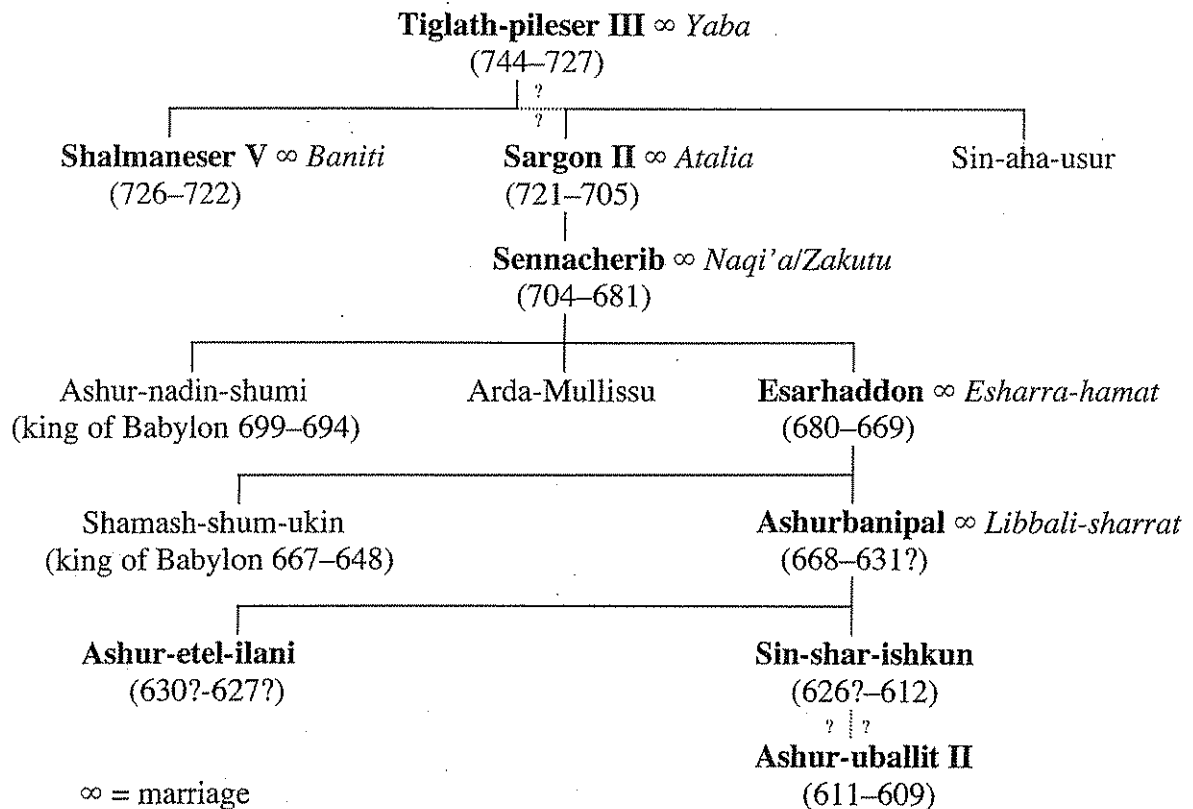 Tiglath-pileser III ∞ Yaba
(744–727)
?
?
Shalmaneser V ∞ Baniti
Sargon II ∞ Atalia
Sin-aha-usur
(726–722)
(721–705)
Sennacherib ∞ Naqi'a/Zakutu
(704–681)
Ashur-nadin-shumi
Arda-Mullissu
Esarhaddon ∞ Esharra-hamat
(king of Babylon 699–694)
(680–669)
Shamash-shum-ukin
Ashurbanipal ∞ Libbali-sharrat
(king of Babylon 667–648)
(668–631?)
Ashur-etel-ilani
Sin-shar-ishkun
(630?-627?)
(626?–612)
? ?
Ashur-uballit II
(611–609)
∞ = marriage